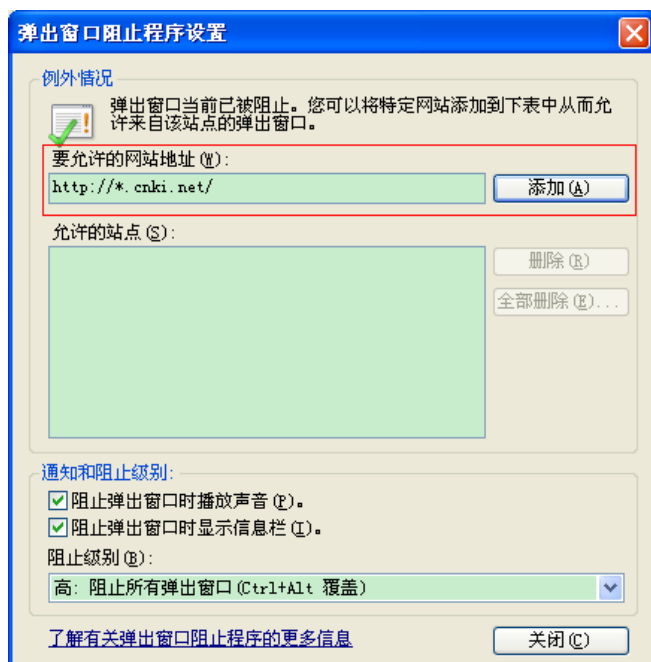 弹出窗口阻止程序设置
例外情况
弹出窗口当前已被阻止。您可以将特定网站添加到下表中从而允
许来自该站点的弹出窗口。
要允许的网站地址(W):
http://*.cnki.net/
添加(A)
允许的站点(S):
删除(R)
全部删除(E)...
通知和阻止级别:
阻止弹出窗口时播放声音(P)。
阻止弹出窗口时显示信息栏(I)。
阻止级别(B):
高: 阻止所有弹出窗口(Ctrl+Alt 覆盖)
了解有关弹出窗口阻止程序的更多信息
关闭(C)